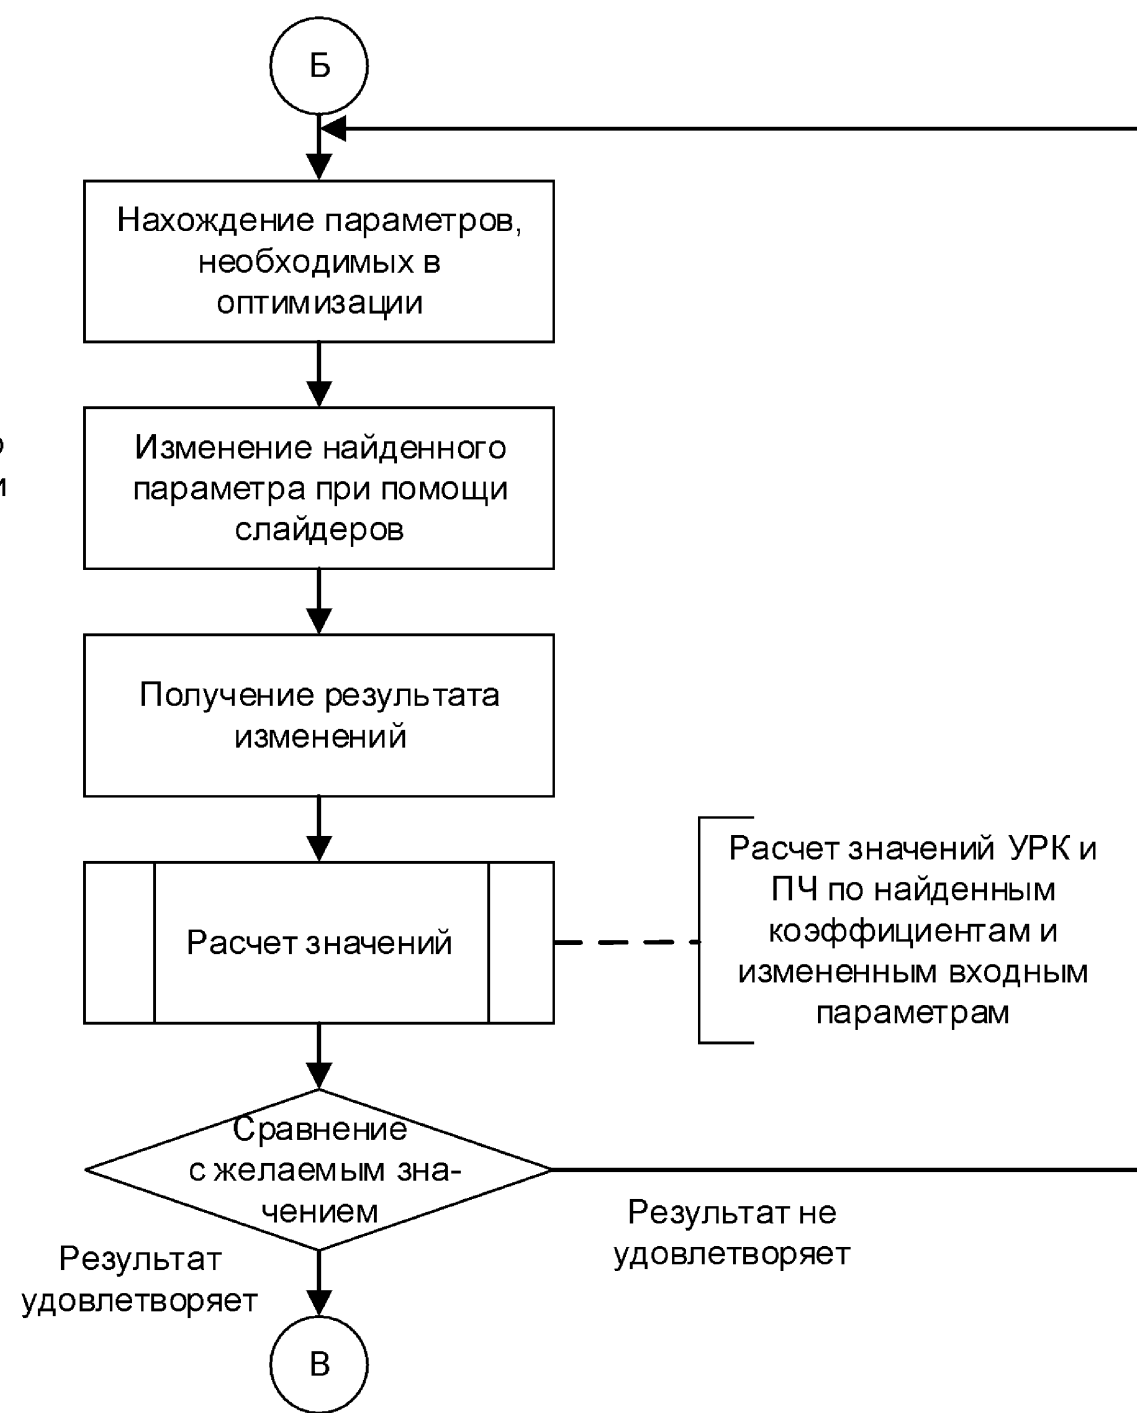 Б
Нахождение параметров,
необходимых в
оптимизации
Изменение найденного
параметра при помощи
слайдеров
Получение результата
изменений
Расчет значений
Расчет значений УРК и
ПЧ по найденным
коэффициентам и
измененным входным
параметрам
Сравнение
с желаемым зна-
чением
Результат не
удовлетворяет
Результат
удовлетворяет
В